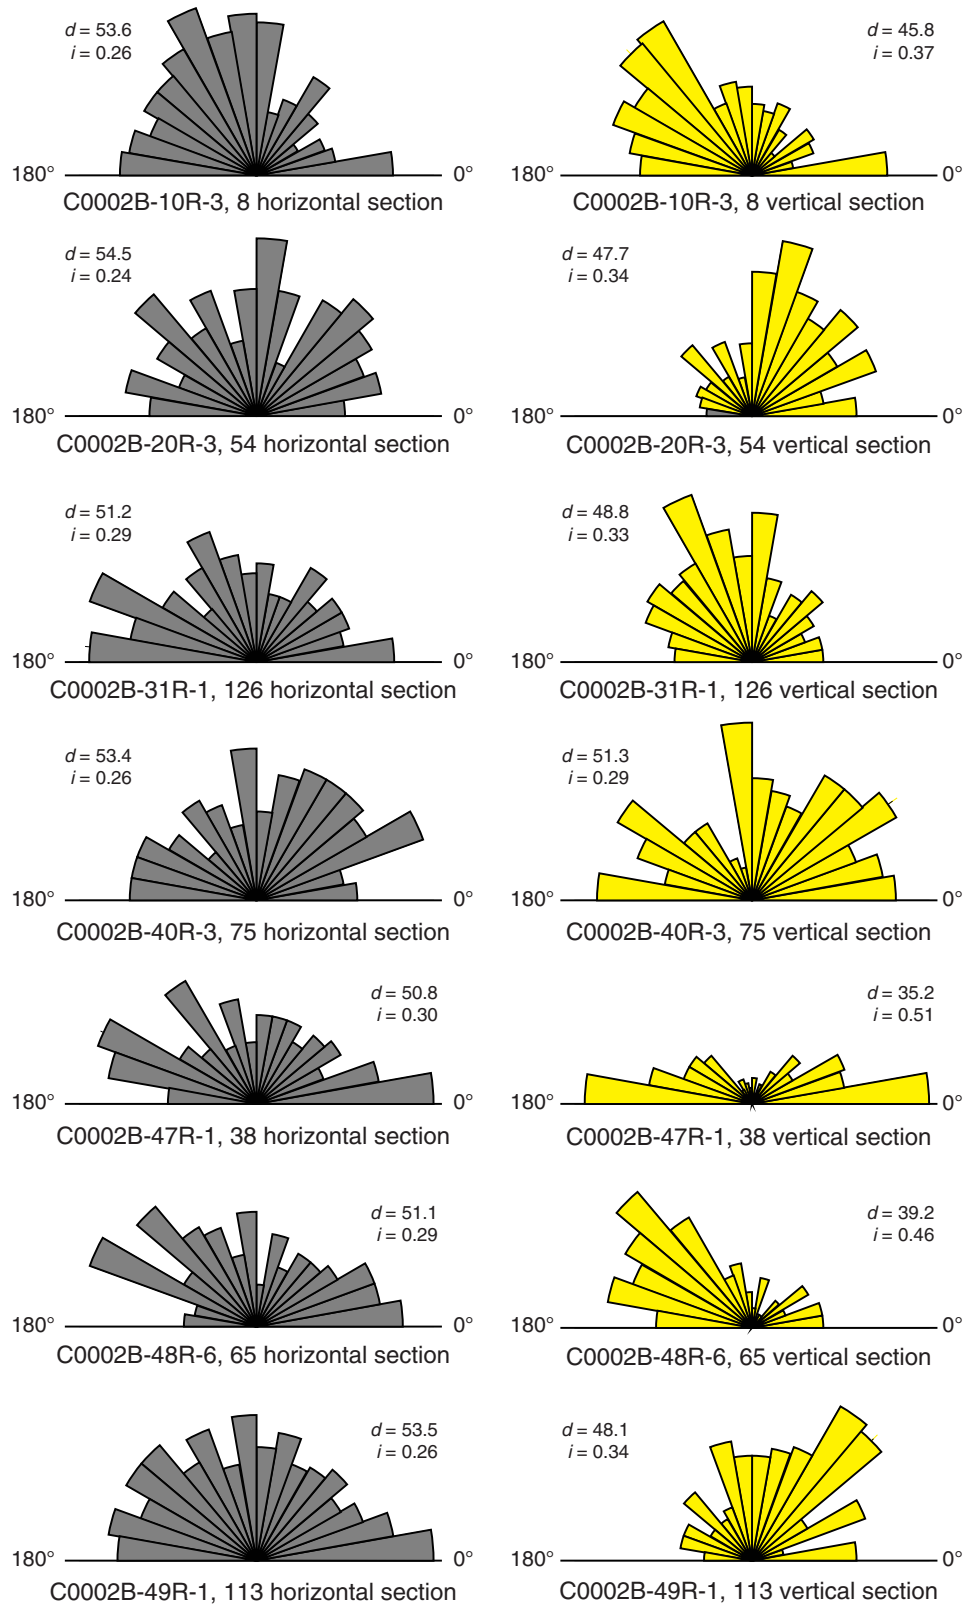 d = 53.6
i = 0.26
180°
0°
C0002B-10R-3, 8 horizontal section
d = 45.8
i = 0.37
180°
0°
C0002B-10R-3, 8 vertical section
d = 54.5
i = 0.24
180°
0°
C0002B-20R-3, 54 horizontal section
d = 47.7
i = 0.34
180°
0°
C0002B-20R-3, 54 vertical section
d = 51.2
i = 0.29
180°
0°
C0002B-31R-1, 126 horizontal section
d = 48.8
i = 0.33
180°
0°
C0002B-31R-1, 126 vertical section
d = 53.4
i = 0.26
180°
0°
C0002B-40R-3, 75 horizontal section
d = 51.3
i = 0.29
180°
0°
C0002B-40R-3, 75 vertical section
d = 50.8
i = 0.30
180°
0°
C0002B-47R-1, 38 horizontal section
d = 35.2
i = 0.51
180°
0°
C0002B-47R-1, 38 vertical section
d = 51.1
i = 0.29
180°
0°
C0002B-48R-6, 65 horizontal section
d = 39.2
i = 0.46
180°
0°
C0002B-48R-6, 65 vertical section
d = 53.5
i = 0.26
180°
0°
C0002B-49R-1, 113 horizontal section
d = 48.1
i = 0.34
180°
0°
C0002B-49R-1, 113 vertical section